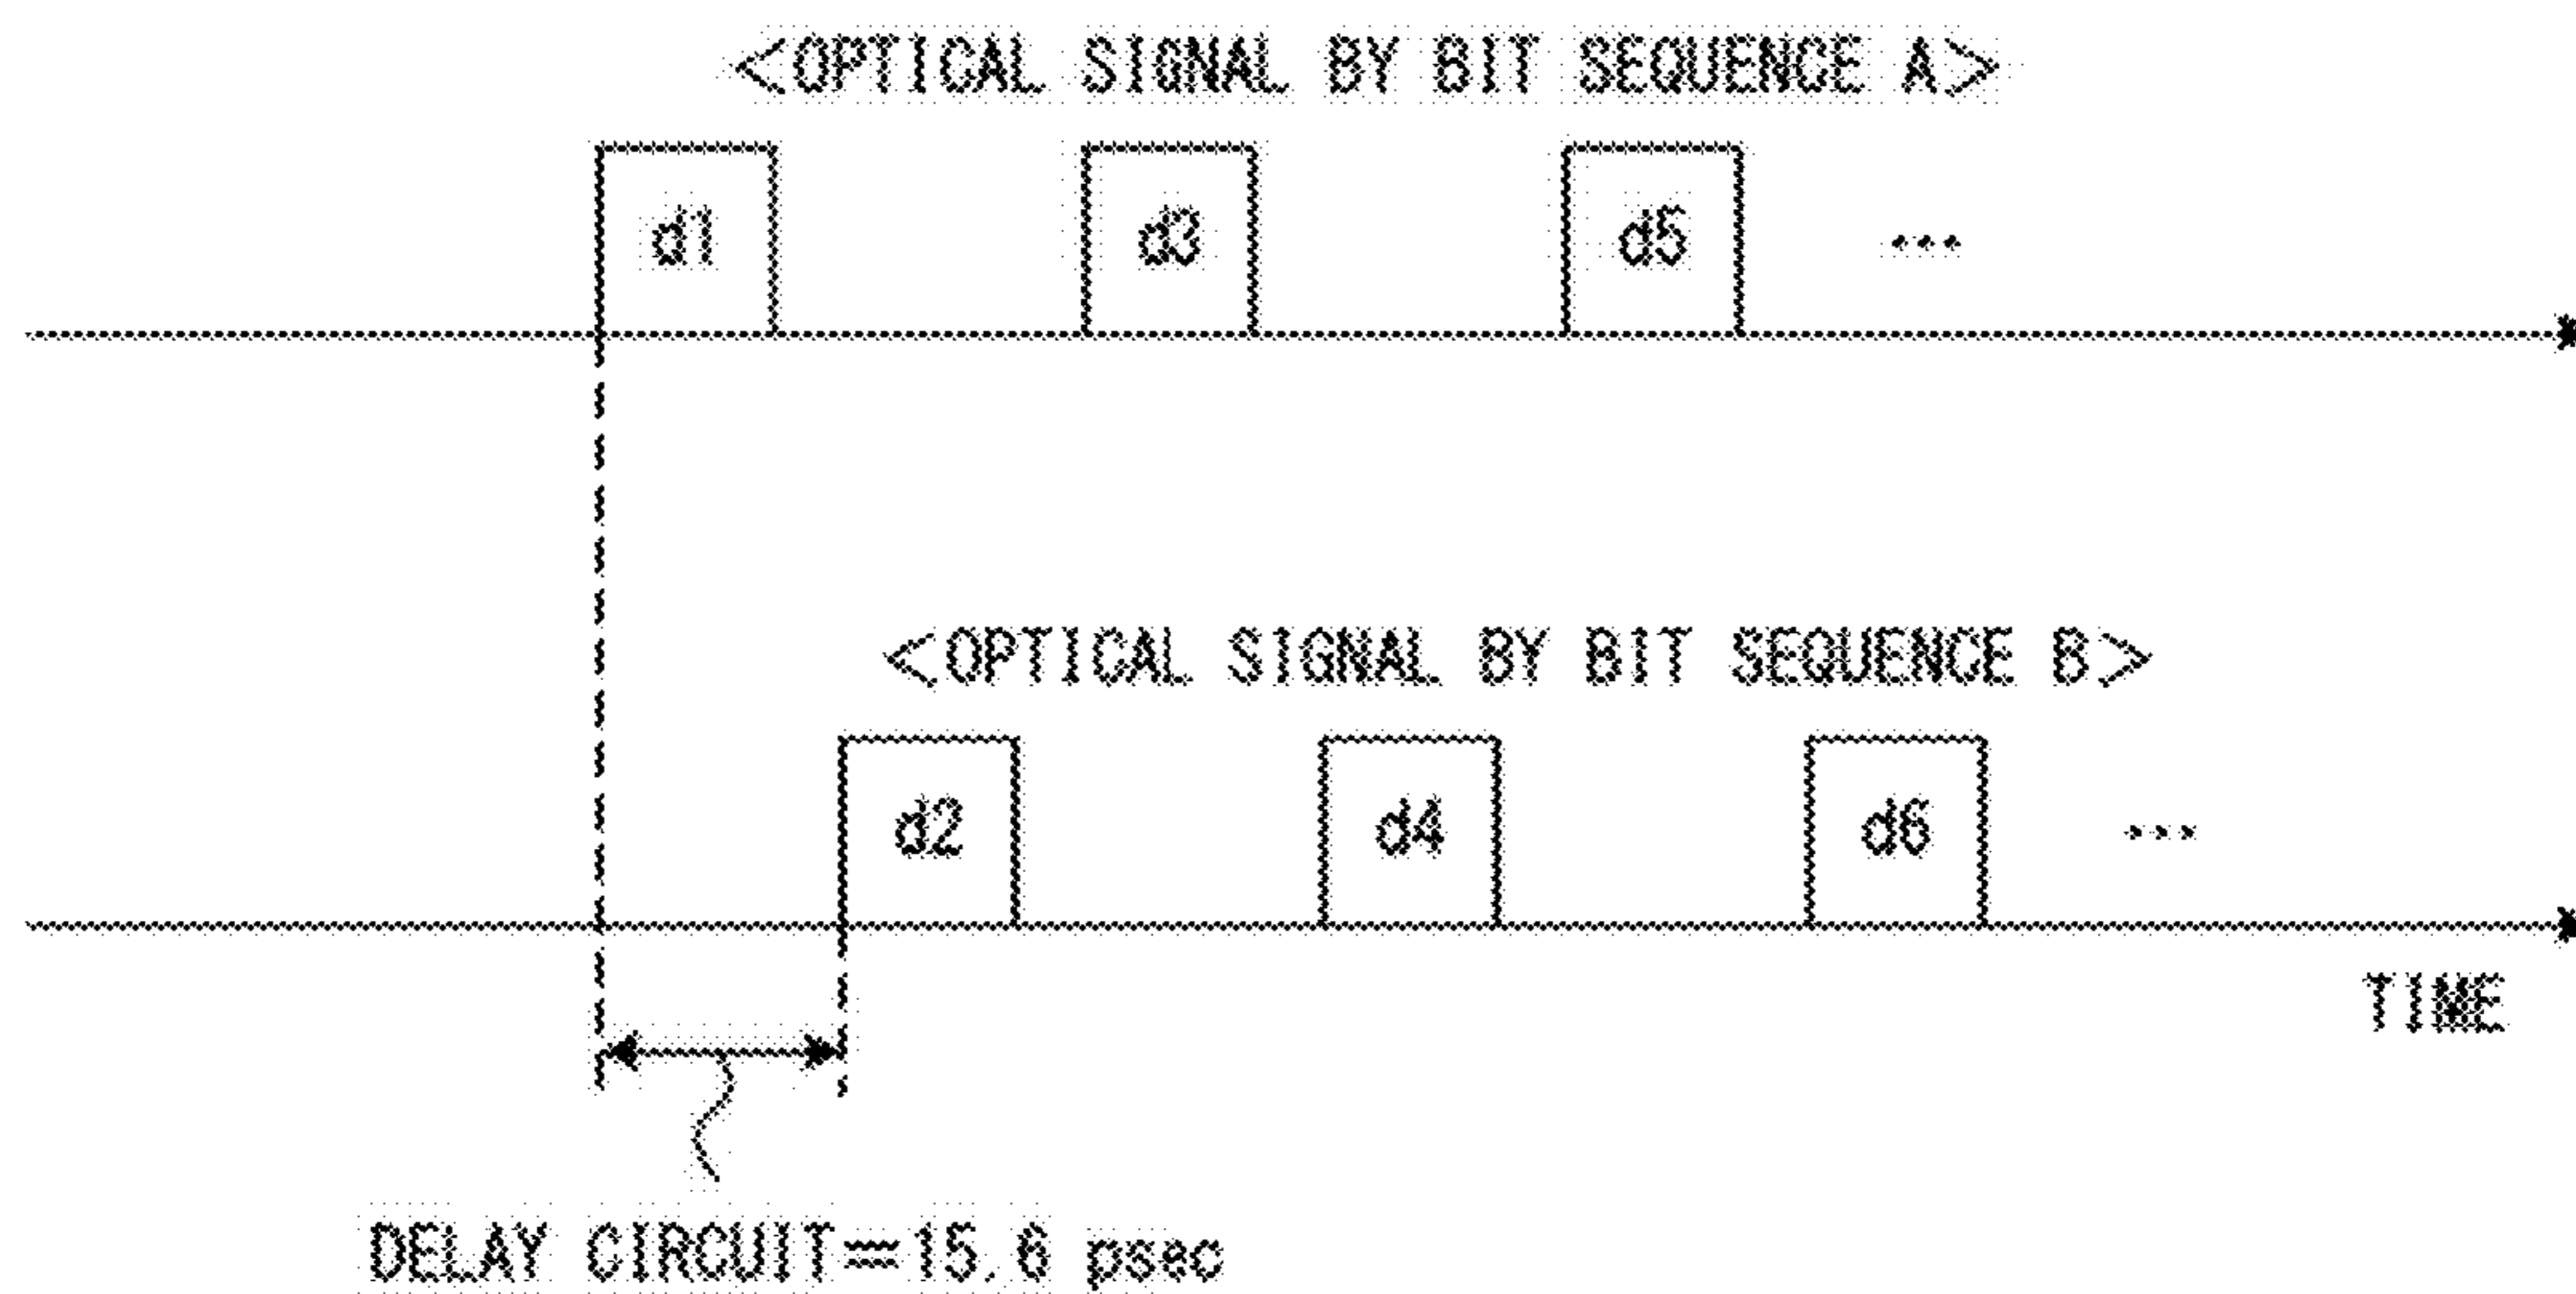 <OPTICAL SIGNAL BY BIT SEQUENCE A>
d1 d3 d5 ...
<OPTICAL SIGNAL BY BIT SEQUENCE B>
d2 d4 d6 ...
TIME
DELAY CIRCUIT=15.6 psec